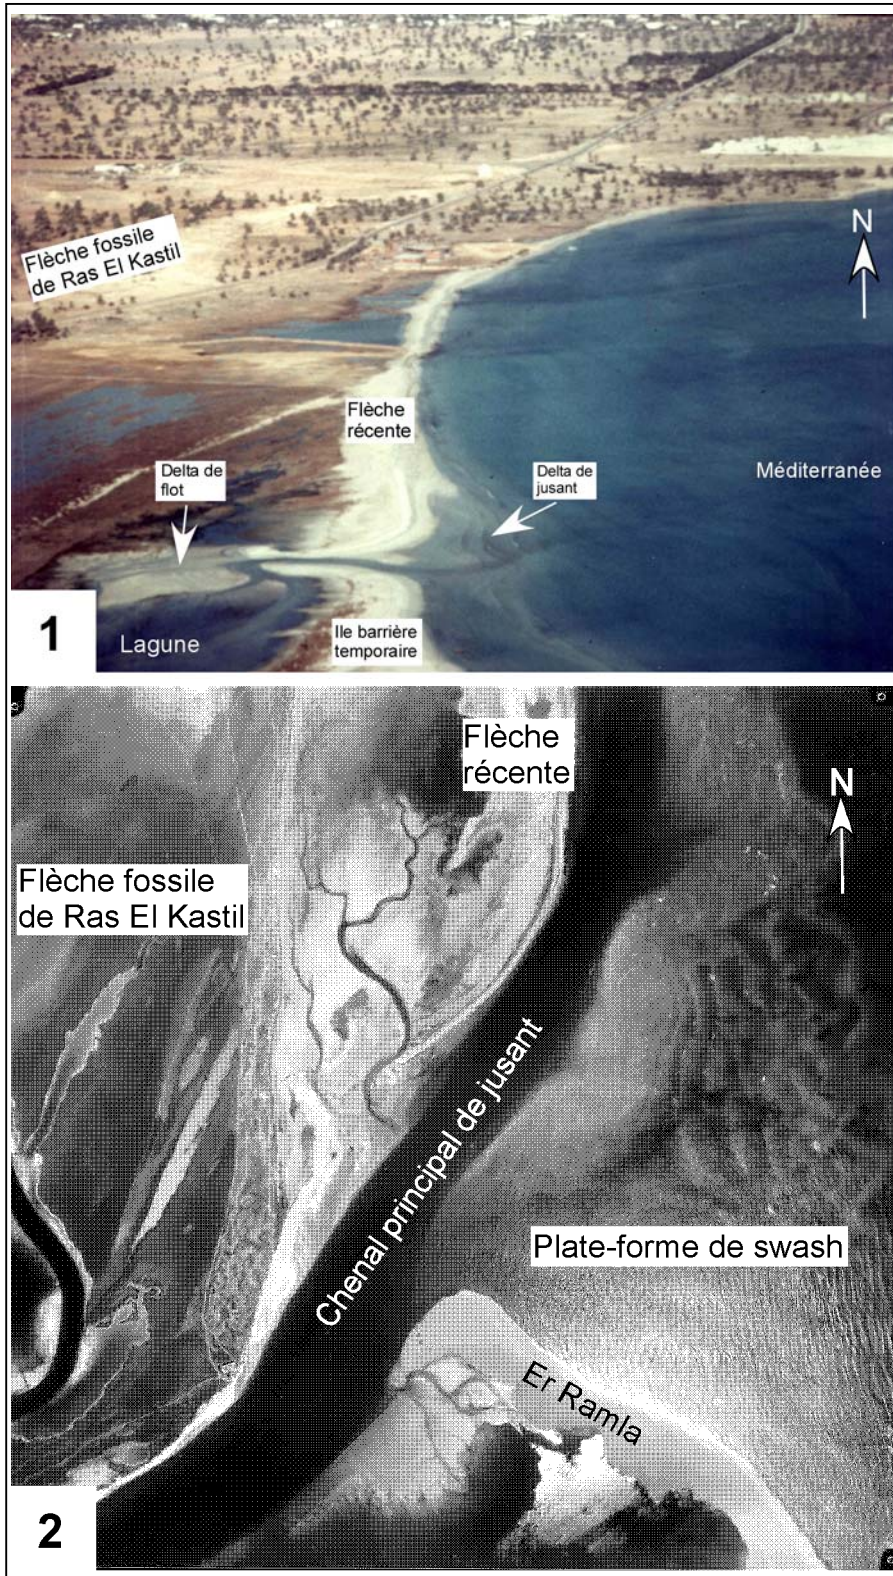 Flèche fossile
de Ras El Kastil
N
Flèche
récente
Delta de
flot
Delta de
jusant
Méditerranée
1
Lagune
Ile barrière
temporaire
Flèche
récente
N
Flèche fossile
de Ras El Kastil
Chenal principal de jusant
Plate-forme de swash
Er Ramla
2